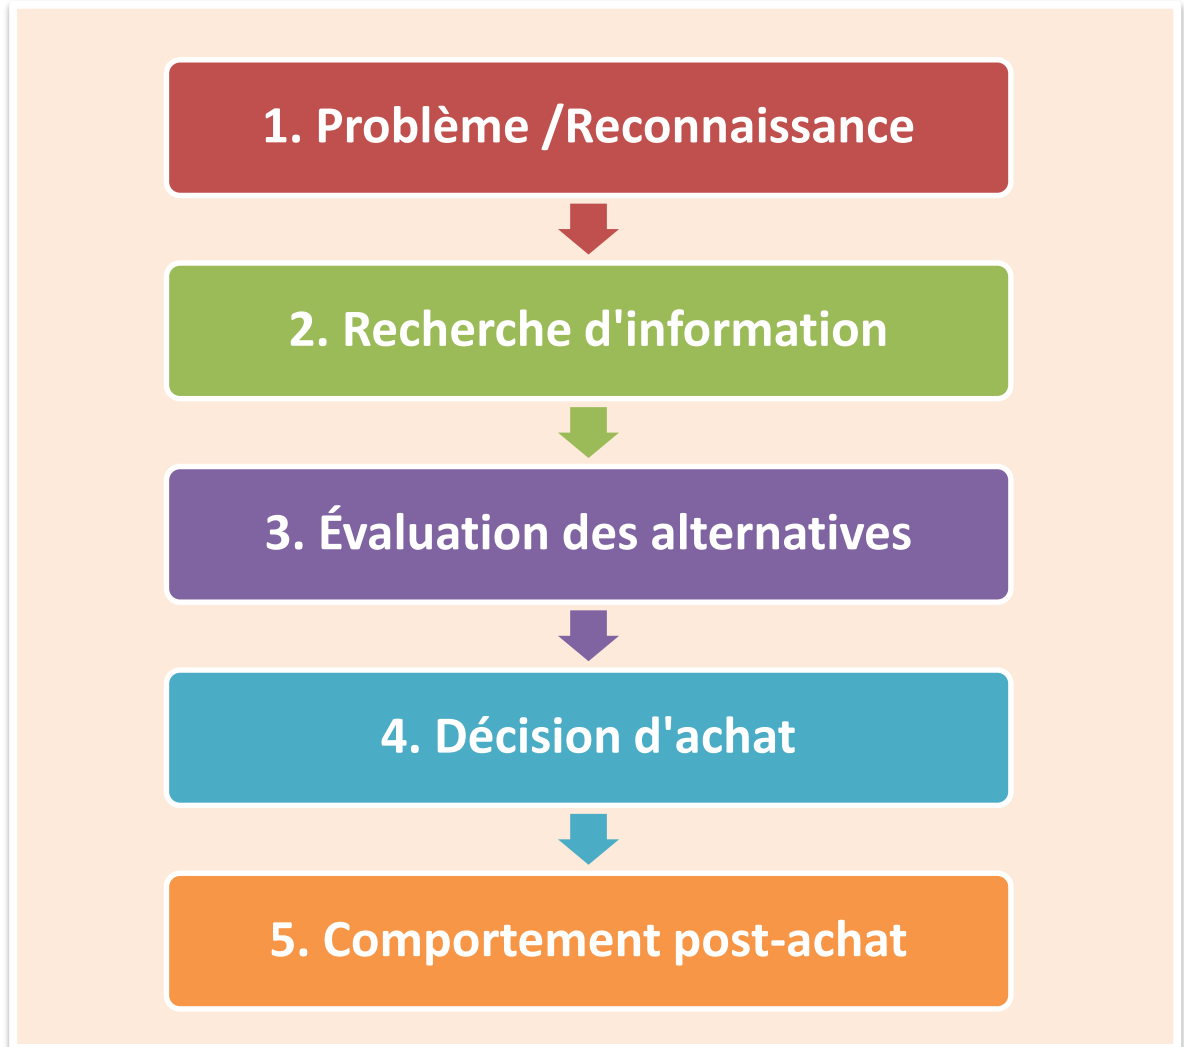 1. Problème /Reconnaissance
2. Recherche d'information
3. Évaluation des alternatives
4. Décision d'achat
5. Comportement post-achat